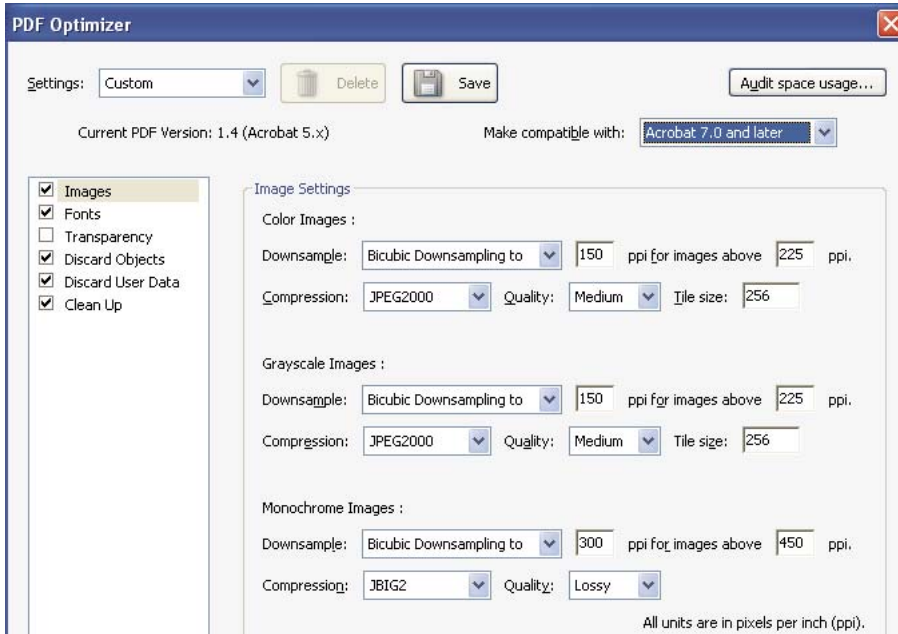 PDF Optimizer
Settings: Custom Delete Save Audit space usage...
Current PDF Version: 1.4 (Acrobat 5.x) Make compatible with: Acrobat 7.0 and later
Images
Fonts
Transparency
Discard Objects
Discard User Data
Clean Up
Image Settings
Color Images :
Downsample: Bicubic Downsampling to 150 ppi for images above 225 ppi.
Compression: JPEG2000 Quality: Medium Tile size: 256
Grayscale Images :
Downsample: Bicubic Downsampling to 150 ppi for images above 225 ppi.
Compression: JPEG2000 Quality: Medium Tile size: 256
Monochrome Images :
Downsample: Bicubic Downsampling to 300 ppi for images above 450 ppi.
Compression: JBIG2 Quality: Lossy
All units are in pixels per inch (ppi).